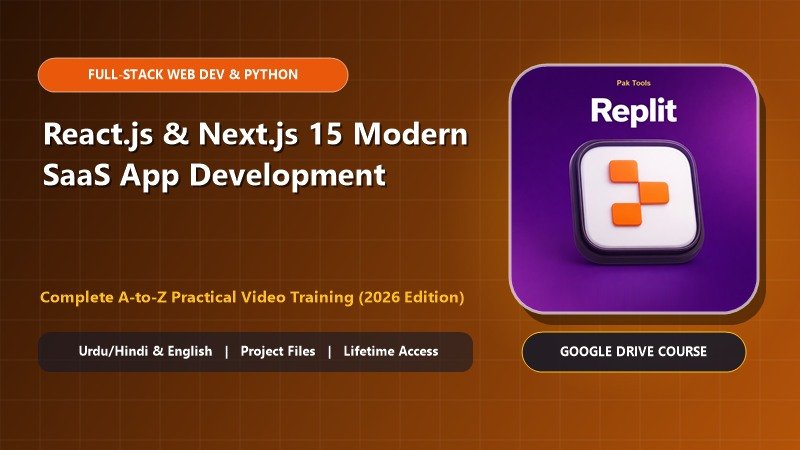 FULL-STACK WEB DEV & PYTHON
React.js & Next.js 15 Modern
SaaS App Development
Complete A-to-Z Practical Video Training (2026 Edition)
Urdu/Hindi & English | Project Files | Lifetime Access
Pak Tools
Replit
GOOGLE DRIVE COURSE